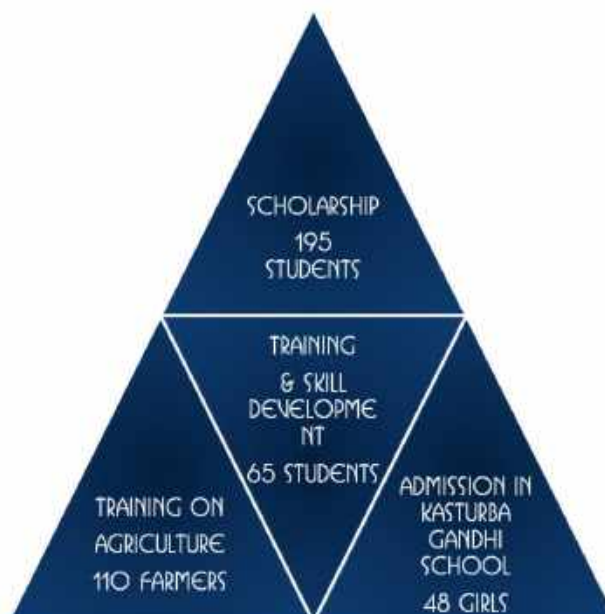 SCHOLARSHIP
195
STUDENTS
TRAINING
& SKILL
DEVELOPME
NT
65 STUDENTS
TRAINING ON
AGRICULTURE
110 FARMERS
ADMISSION IN
KASTURBA
GANDHI
SCHOOL
48 GIRLS